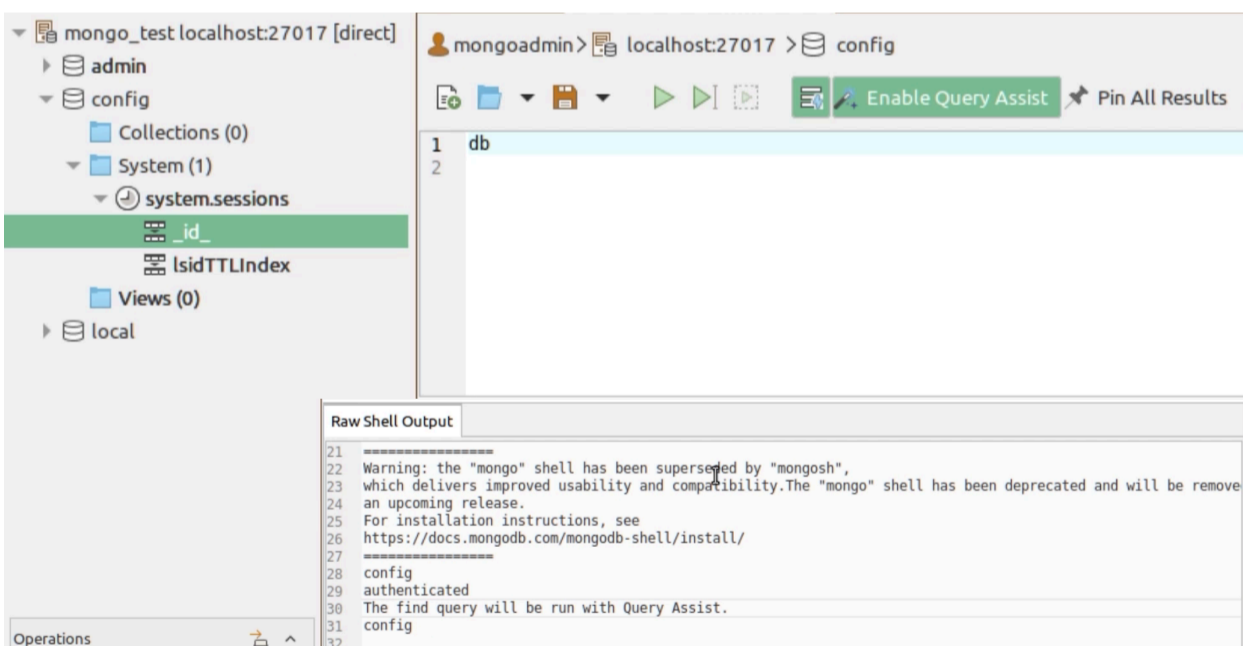 mongo_test localhost:27017 [direct]
admin
config
Collections (0)
System (1)
system.sessions
_id_
lsidTTLIndex
Views (0)
local
Operations
mongoadmin> localhost:27017 > config
Enable Query Assist Pin All Results
1 db
2
Raw Shell Output
21 ================
22 Warning: the "mongo" shell has been superseded by "mongosh",
23 which delivers improved usability and compatibility.The "mongo" shell has been deprecated and will be remove
24 an upcoming release.
25 For installation instructions, see
26 https://docs.mongodb.com/mongodb-shell/install/
27 ================
28 config
29 authenticated
30 The find query will be run with Query Assist.
31 config
32